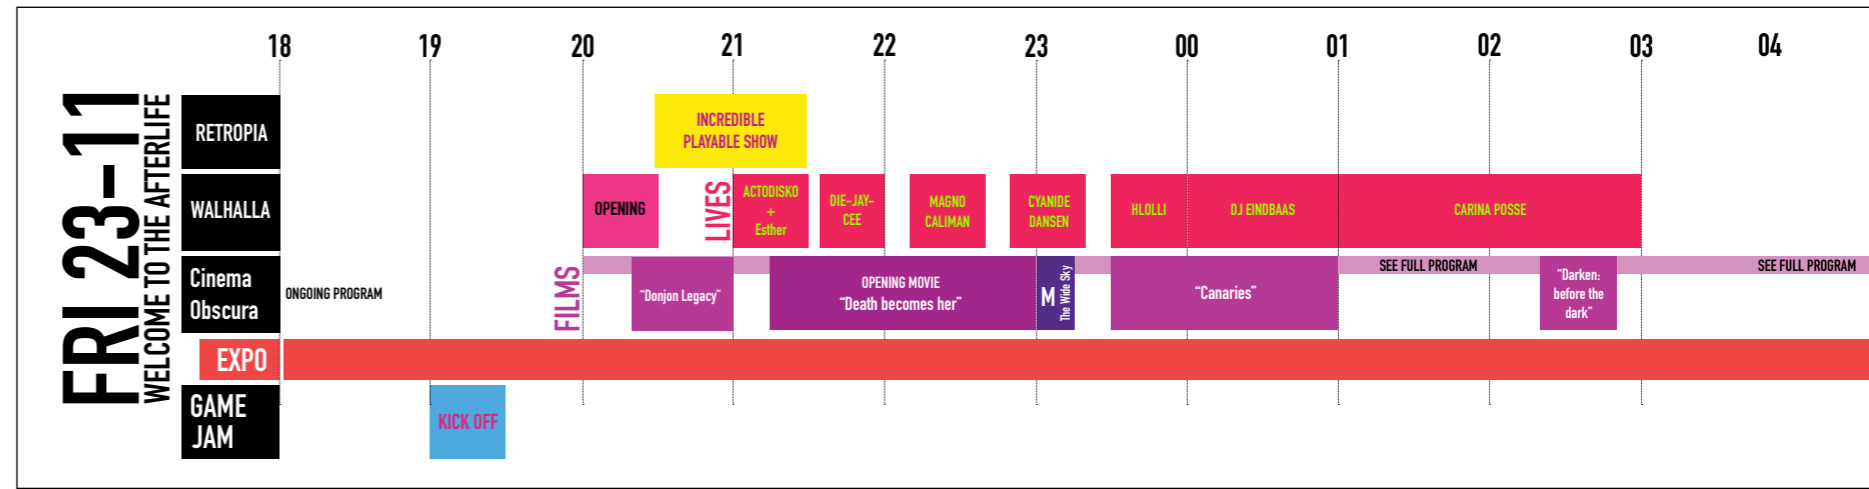 18 19 20 21 22 23 00 01 02 03 04
FRI 23-11
WELCOME TO THE AFTERLIFE
RETROPIA
INCREDIBLE
PLAYABLE SHOW
WALHALLA
OPENING
LIVES
ACTODISKO
+
Esther
DIE-JAY-
CEE
MAGNO
CALIMAN
CYANIDE
DANSEN
HLOLLI
DJ EINDBAAS
CARINA POSSE
Cinema
Obscura
ONGOING PROGRAM
FILMS
"Donjon Legacy"
OPENING MOVIE
"Death becomes her"
M
The Wide Sky
"Canaries"
SEE FULL PROGRAM
"Darken:
before the
dark"
SEE FULL PROGRAM
EXPO
GAME
JAM
KICK OFF